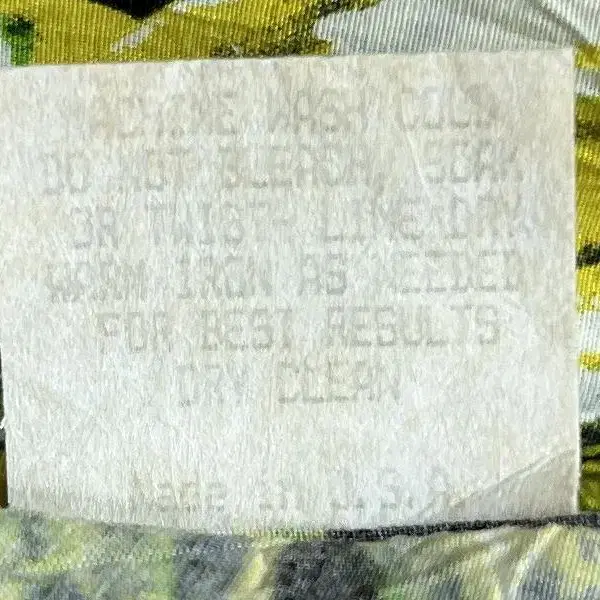 MACHINE WASH COLD
DO NOT BLEACH, SOAK
OR TWIST- LINE DRY
WARM IRON AS NEEDED
FOR BEST RESULTS
DRY CLEAN
Made in U.S.A.